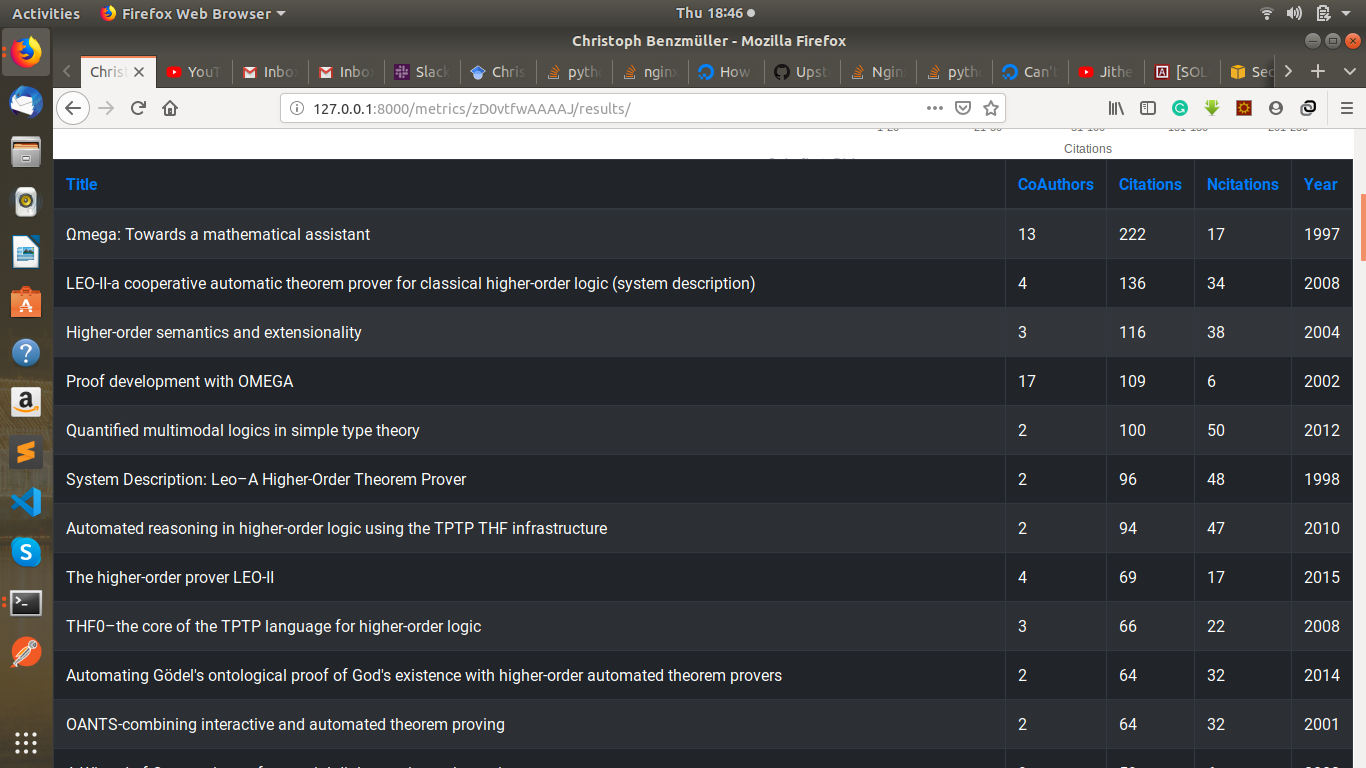 Activities Firefox Web Browser Thu 18:46
Christoph Benzmüller - Mozilla Firefox
Christ YouT Inbo Inbo Slack Chris pytho nginx How Upst Nginx pytho Can't Jithe [SOL Sec
127.0.0.1:8000/metrics/zD0vtfwAAAAJ/results/
Citations
Title CoAuthors Citations Ncitations Year
Ωmega: Towards a mathematical assistant 13 222 17 1997
LEO-II-a cooperative automatic theorem prover for classical higher-order logic (system description) 4 136 34 2008
Higher-order semantics and extensionality 3 116 38 2004
Proof development with OMEGA 17 109 6 2002
Quantified multimodal logics in simple type theory 2 100 50 2012
System Description: Leo–A Higher-Order Theorem Prover 2 96 48 1998
Automated reasoning in higher-order logic using the TPTP THF infrastructure 2 94 47 2010
The higher-order prover LEO-II 4 69 17 2015
THF0–the core of the TPTP language for higher-order logic 3 66 22 2008
Automating Gödel's ontological proof of God's existence with higher-order automated theorem provers 2 64 32 2014
OANTS-combining interactive and automated theorem proving 2 64 32 2001